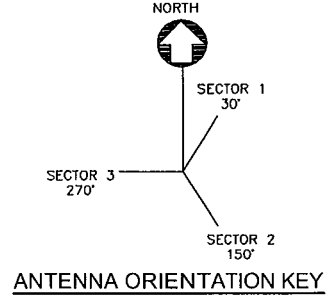 NORTH
SECTOR 1
30°
SECTOR 3
270°
SECTOR 2
150°
ANTENNA ORIENTATION KEY